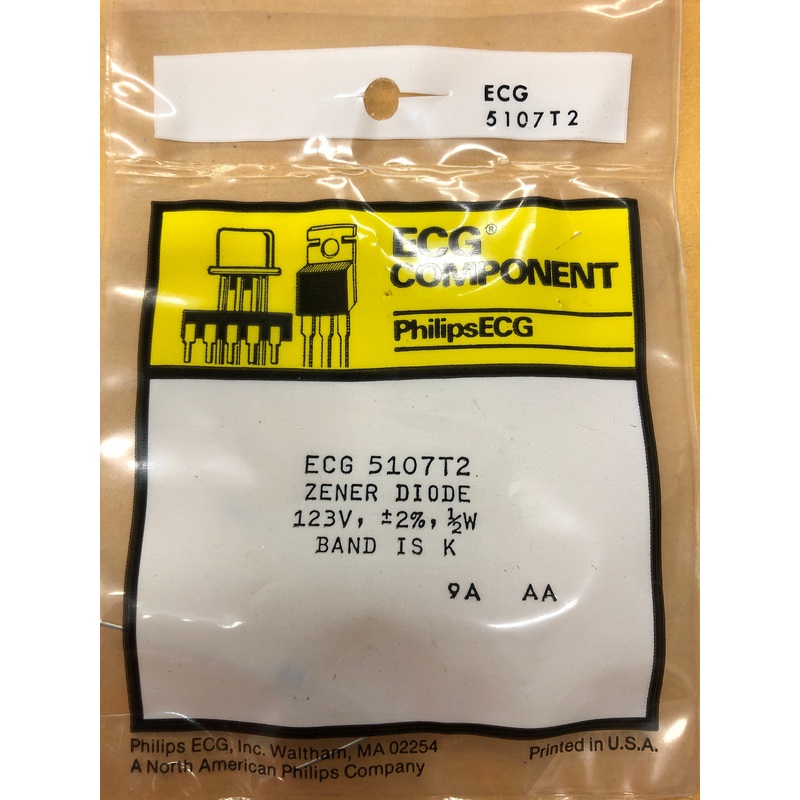 ECG
5107T2
ECG®
COMPONENT
PhilipsECG
ECG 5107T2
ZENER DIODE
123V, ±2%, ½W
BAND IS K
9A AA
Philips ECG, Inc. Waltham, MA 02254
A North American Philips Company
Printed in U.S.A.